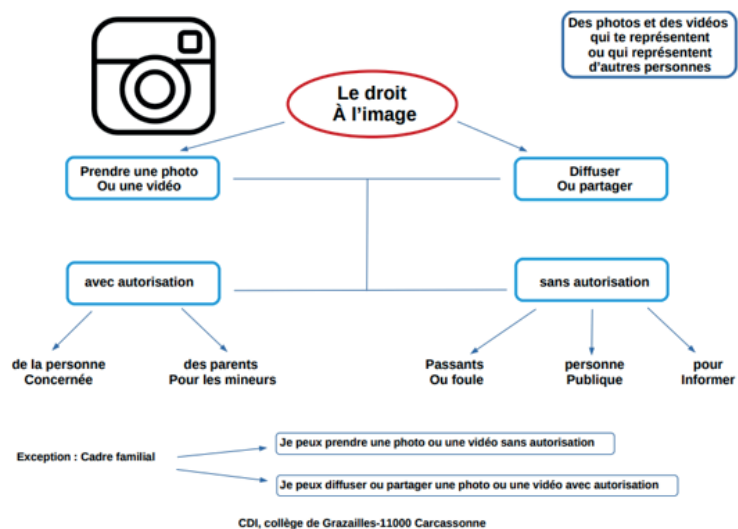 Des photos et des vidéos
qui te représentent
ou qui représentent
d'autres personnes
Le droit
À l'image
Prendre une photo
Ou une vidéo
Diffuser
Ou partager
avec autorisation
sans autorisation
de la personne
Concernée
des parents
Pour les mineurs
Passants
Ou foule
personne
Publique
pour
Informer
Exception : Cadre familial
Je peux prendre une photo ou une vidéo sans autorisation
Je peux diffuser ou partager une photo ou une vidéo avec autorisation
CDI, collège de Grazailles-11000 Carcassonne